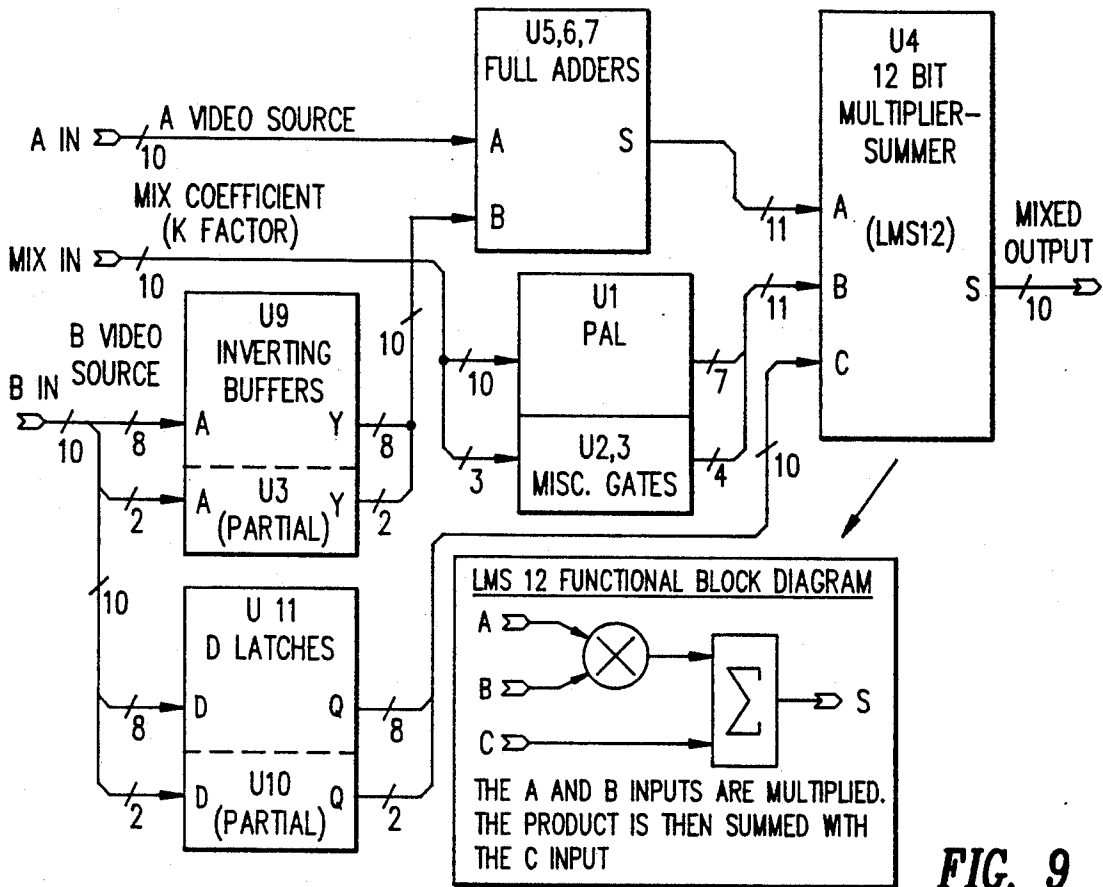 U5,6,7
FULL ADDERS
A
S
B
U4
12 BIT
MULTIPLIER-
SUMMER
(LMS12)
A
B
S
C
MIXED
OUTPUT
10
A IN
A VIDEO SOURCE
10
MIX COEFFICIENT
(K FACTOR)
MIX IN
10
11
11
10
U1
PAL
10
7
U2,3
MISC. GATES
3
4
10
B VIDEO
SOURCE
B IN
10
8
2
U9
INVERTING
BUFFERS
A
Y
8
A
U3
Y
(PARTIAL)
2
10
U 11
D LATCHES
D
Q
8
8
D
U10
Q
(PARTIAL)
2
2
LMS 12 FUNCTIONAL BLOCK DIAGRAM
A
B
C
Σ
S
THE A AND B INPUTS ARE MULTIPLIED.
THE PRODUCT IS THEN SUMMED WITH
THE C INPUT
FIG. 9